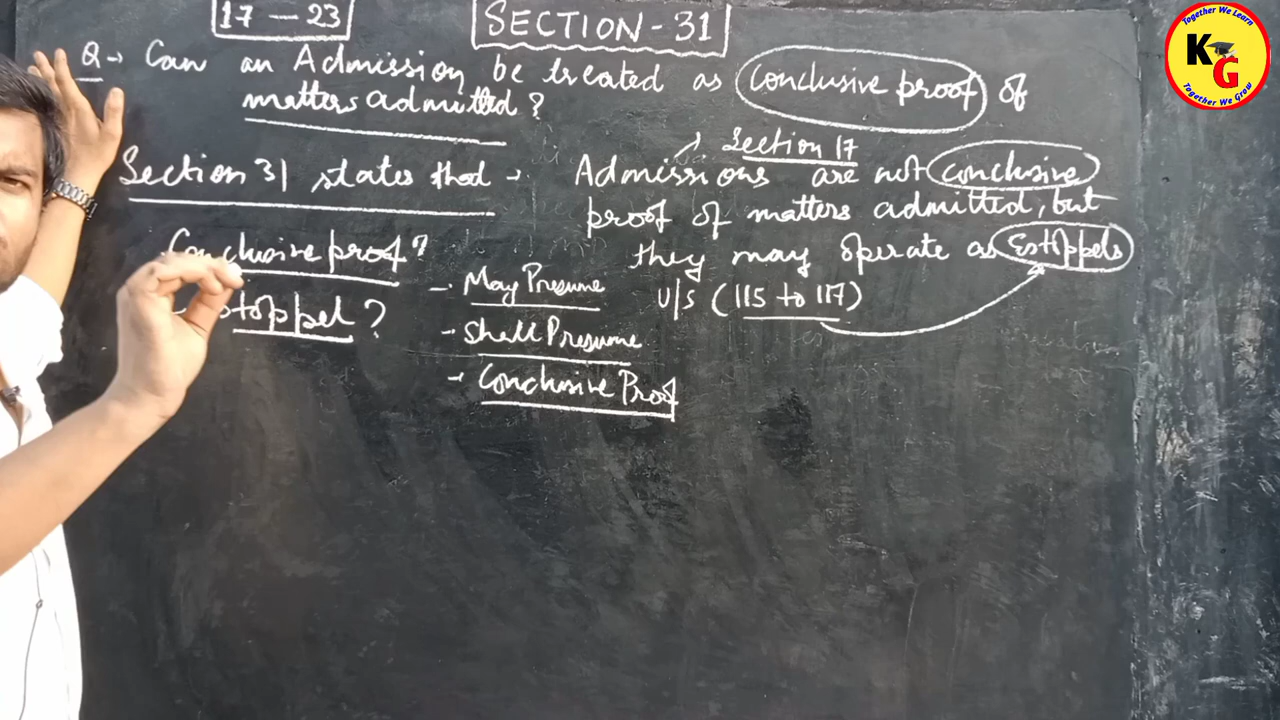 17 — 23
SECTION - 31
Q → Can an Admission be treated as Conclusive proof of
matters admitted ?
Section 17
Section 31 states that → Admissions are not conclusive
proof of matters admitted, but
they may operate as Estoppels
U/S (115 to 117)
Conclusive proof ?
stoppel ?
- May Presume
- Shall Presume
- Conclusive Proof
Together We Learn
KG
Together We Grow